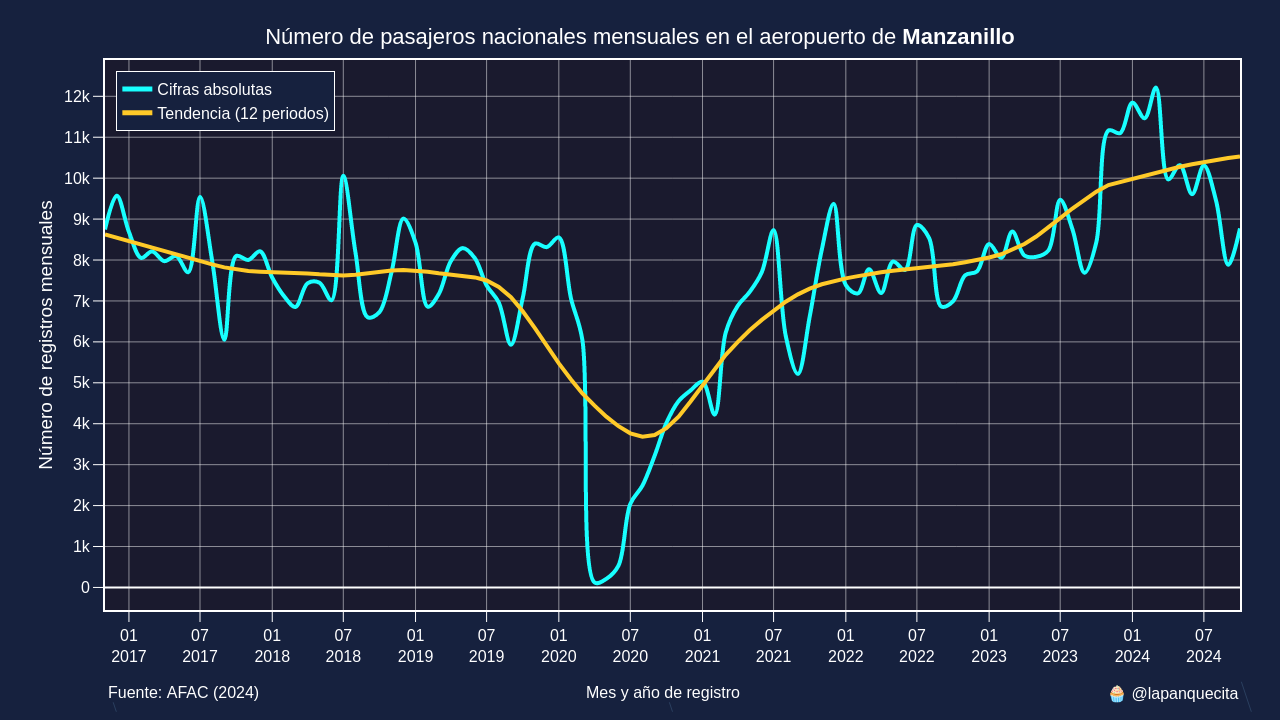 Número de pasajeros nacionales mensuales en el aeropuerto de Manzanillo
Cifras absolutas
Tendencia (12 periodos)
Número de registros mensuales
12k
11k
10k
9k
8k
7k
6k
5k
4k
3k
2k
1k
0
01 07 01 07 01 07 01 07 01 07 01 07 01 07 01 07
2017 2017 2018 2018 2019 2019 2020 2020 2021 2021 2022 2022 2023 2023 2024 2024
Fuente: AFAC (2024) Mes y año de registro 🧁 @lapanquecita